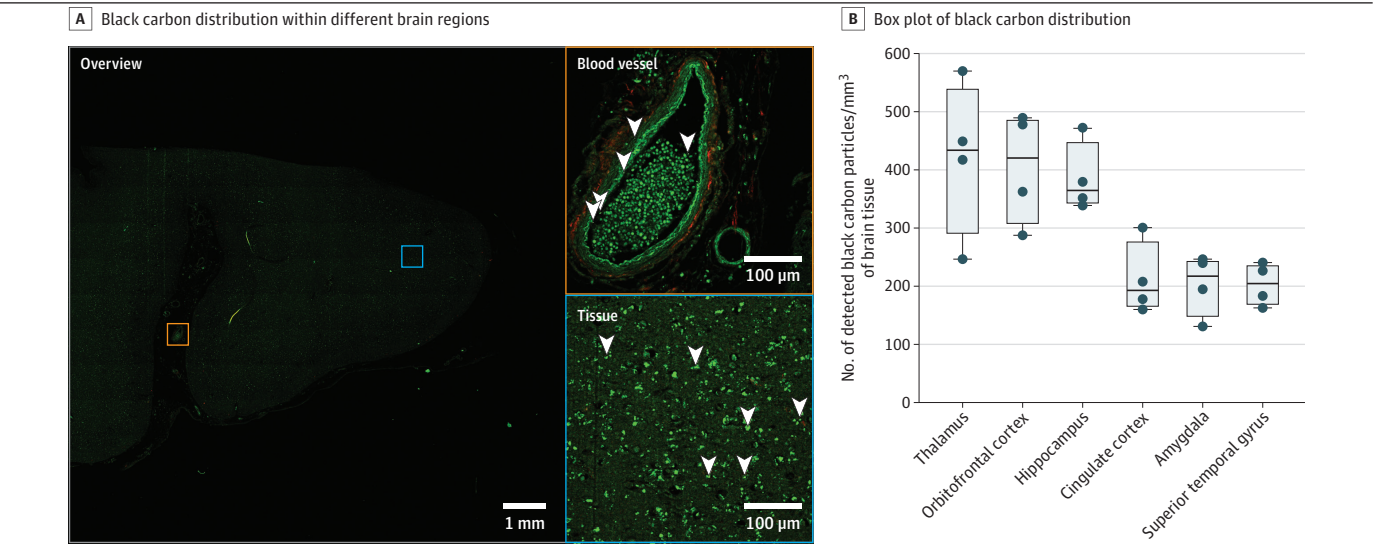 A Black carbon distribution within different brain regions
Overview
1 mm
Blood vessel
100 µm
Tissue
100 µm
B Box plot of black carbon distribution
No. of detected black carbon particles/mm³
of brain tissue
600
500
400
300
200
100
0
Thalamus
Orbitofrontal cortex
Hippocampus
Cingulate cortex
Amygdala
Superior temporal gyrus